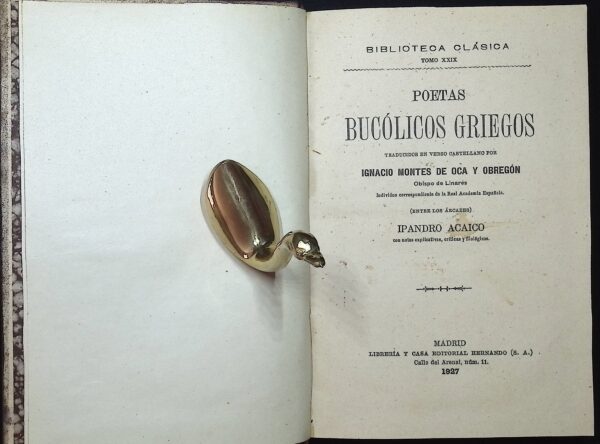 BIBLIOTECA CLÁSICA
TOMO XXIX
POETAS
BUCÓLICOS GRIEGOS
TRADUCIDOS EN VERSO CASTELLANO POR
IGNACIO MONTES DE OCA Y OBREGÓN
Obispo de Linares
Individuo correspondiente de la Real Academia Española.
(ENTRE LOS ÁRCADES)
IPANDRO ACAICO
con notas explicativas, críticas y filológicas.
MADRID
LIBRERÍA Y CASA EDITORIAL HERNANDO (S. A.)
Calle del Arenal, núm. 11.
1927